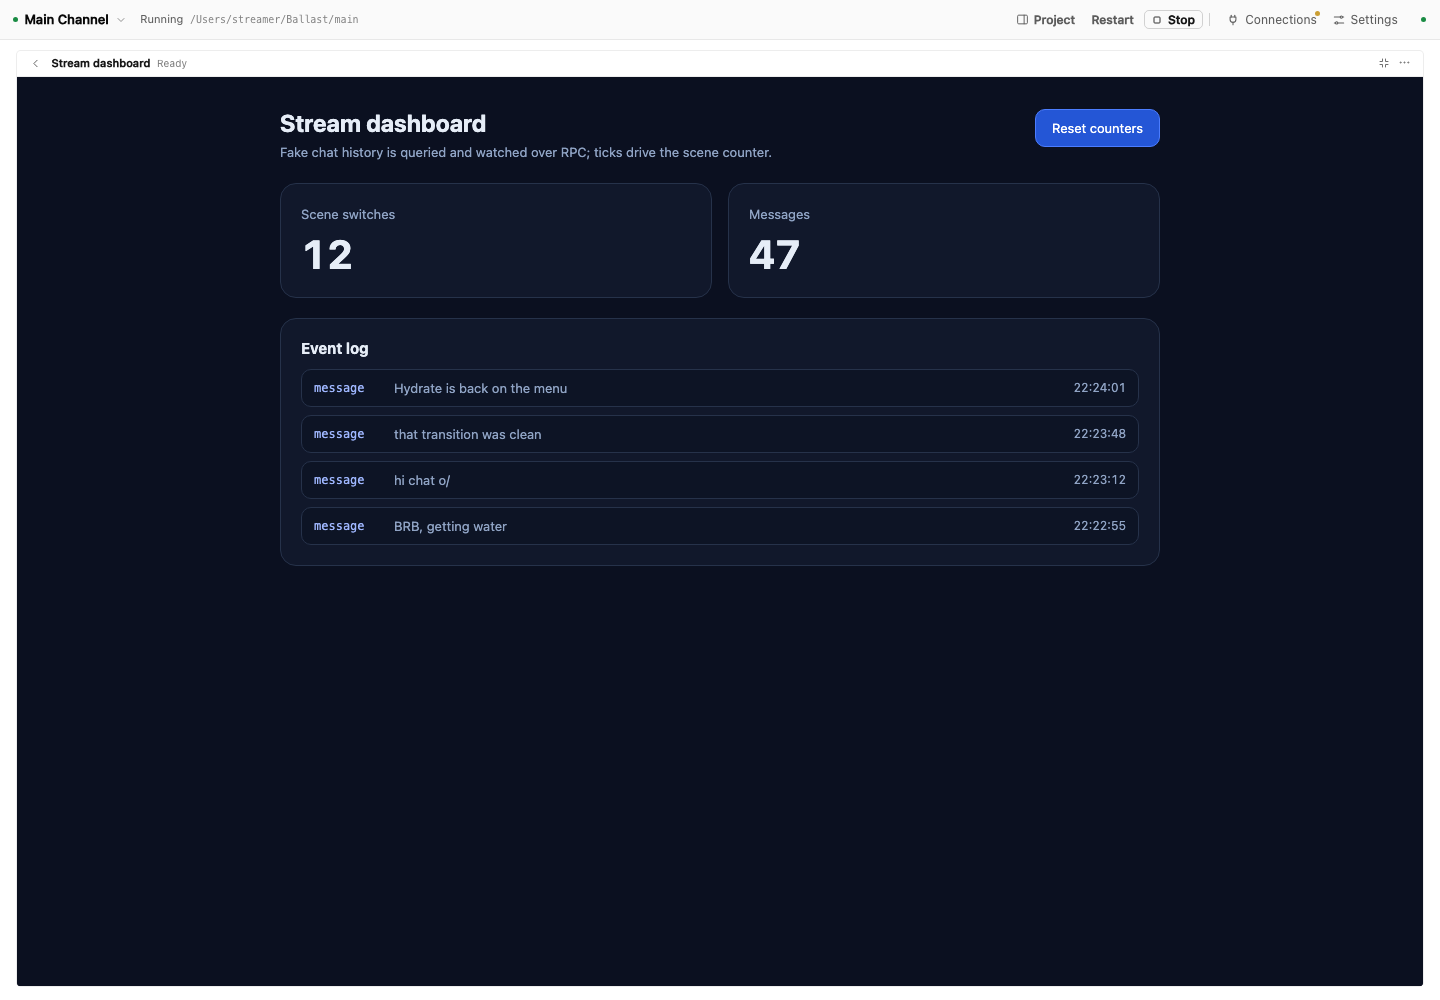 Main Channel
Running /Users/streamer/Ballast/main
Project
Restart
Stop
Connections
Settings
Stream dashboard Ready
Stream dashboard
Fake chat history is queried and watched over RPC; ticks drive the scene counter.
Reset counters
Scene switches
12
Messages
47
Event log
message Hydrate is back on the menu 22:24:01
message that transition was clean 22:23:48
message hi chat o/ 22:23:12
message BRB, getting water 22:22:55